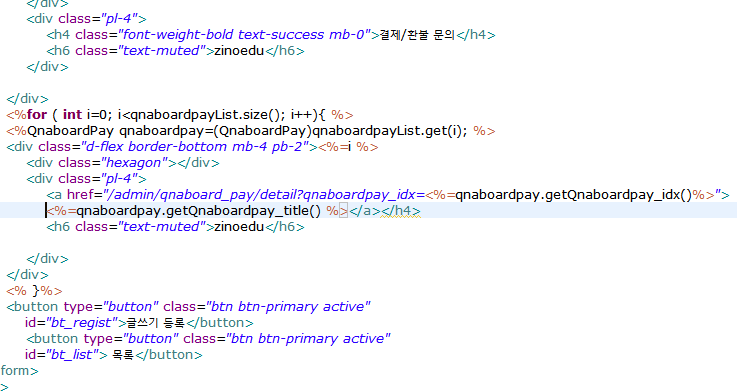 </div>
<div class="pl-4">
<h4 class="font-weight-bold text-success mb-0">결제/환불 문의</h4>
<h6 class="text-muted">zinoedu</h6>
</div>
</div>
<%for ( int i=0; i<qnaboardpayList.size(); i++){ %>
<%QnaboardPay qnaboardpay=(QnaboardPay)qnaboardpayList.get(i); %>
<div class="d-flex border-bottom mb-4 pb-2"><%=i %>
<div class="hexagon"></div>
<div class="pl-4">
<a href="/admin/qnaboard_pay/detail?qnaboardpay_idx=<%=qnaboardpay.getQnaboardpay_idx()%>">
<%=qnaboardpay.getQnaboardpay_title() %></a></h4>
<h6 class="text-muted">zinoedu</h6>
</div>
</div>
<% }%>
<button type="button" class="btn btn-primary active"
id="bt_regist">글쓰기 등록</button>
<button type="button" class="btn btn-primary active"
id="bt_list"> 목록</button>
form>
>